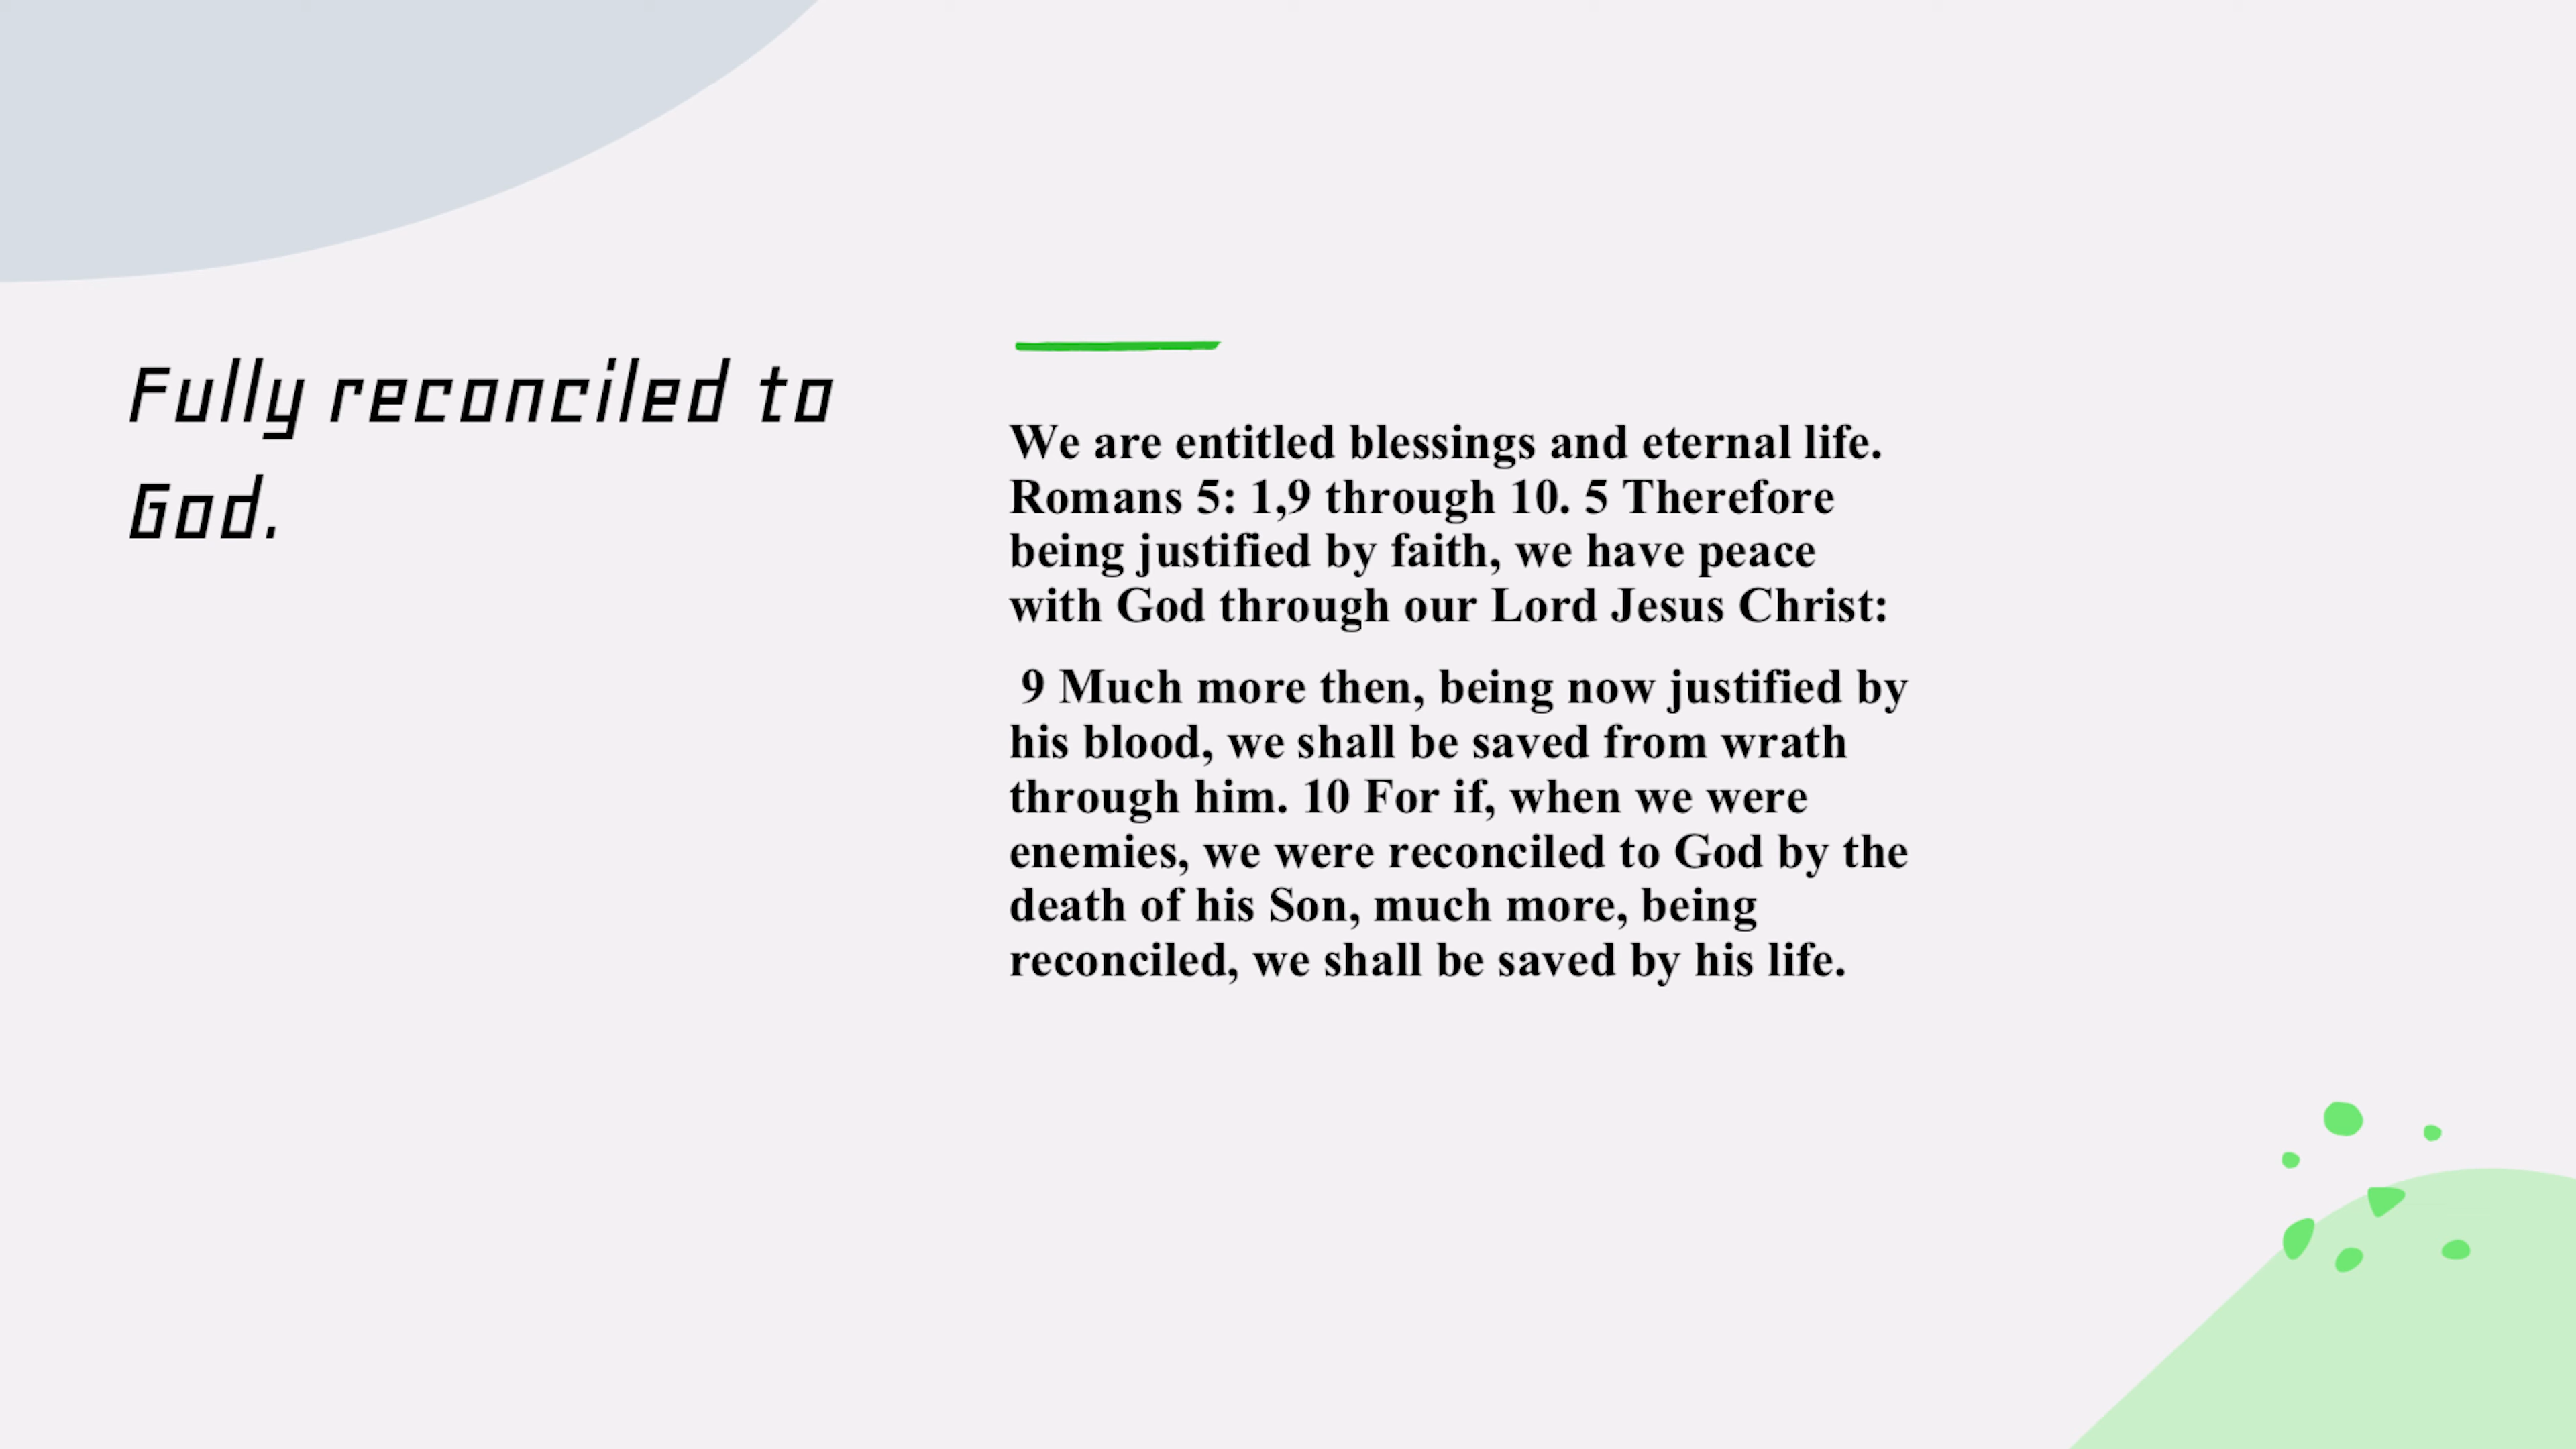 Fully reconciled to
God.
We are entitled blessings and eternal life.
Romans 5: 1,9 through 10. 5 Therefore
being justified by faith, we have peace
with God through our Lord Jesus Christ:
9 Much more then, being now justified by
his blood, we shall be saved from wrath
through him. 10 For if, when we were
enemies, we were reconciled to God by the
death of his Son, much more, being
reconciled, we shall be saved by his life.